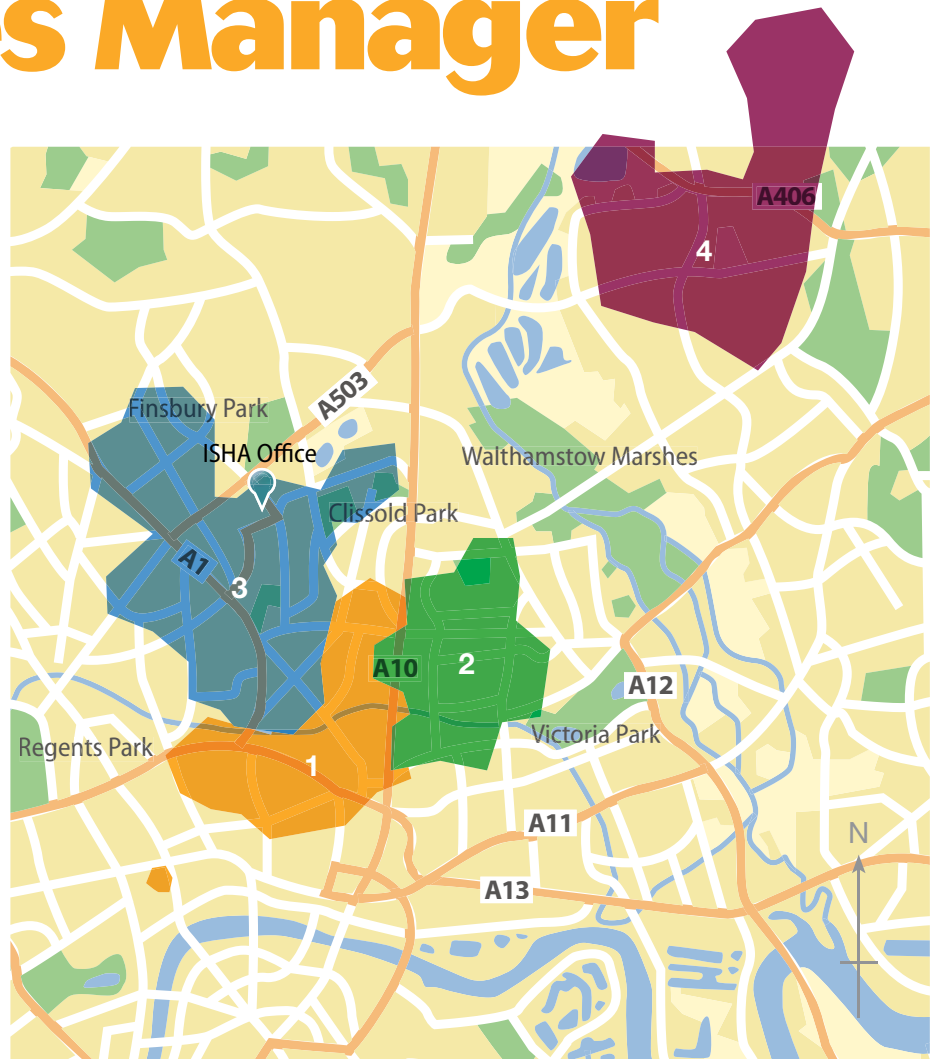 s Manager
A406
4
Finsbury Park
A503
ISHA Office
Walthamstow Marshes
Clissold Park
A1
3
A10
2
A12
Regents Park
Victoria Park
1
A11
N
A13